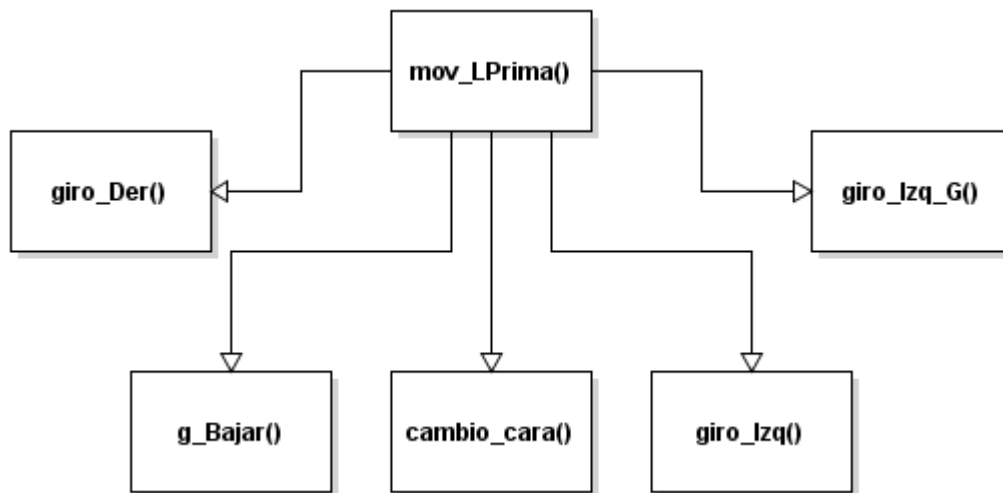 mov_LPrima()
giro_Der()
giro_Izq_G()
g_Bajar()
cambio_cara()
giro_Izq()